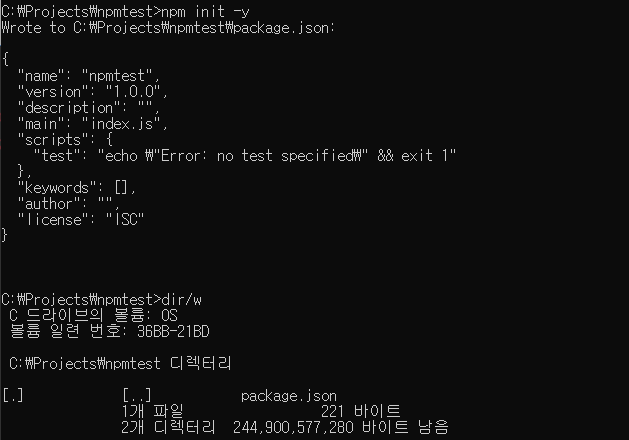 C:₩Projects₩npmtest>npm init -y
Wrote to C:₩Projects₩npmtest₩package.json:
{
  "name": "npmtest",
  "version": "1.0.0",
  "description": "",
  "main": "index.js",
  "scripts": {
    "test": "echo ₩"Error: no test specified₩" && exit 1"
  },
  "keywords": [],
  "author": "",
  "license": "ISC"
}
C:₩Projects₩npmtest>dir/w
 C 드라이브의 볼륨: OS
 볼륨 일련 번호: 36BB-21BD
 C:₩Projects₩npmtest 디렉터리
[.]            [..]           package.json
               1개 파일                 221 바이트
               2개 디렉터리  244,900,577,280 바이트 남음